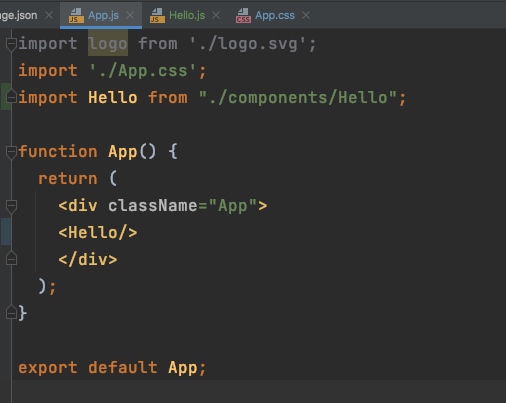 age.json App.js Hello.js App.css
import logo from './logo.svg';
import './App.css';
import Hello from "./components/Hello";
function App() {
return (
<div className="App">
<Hello/>
</div>
);
}
export default App;